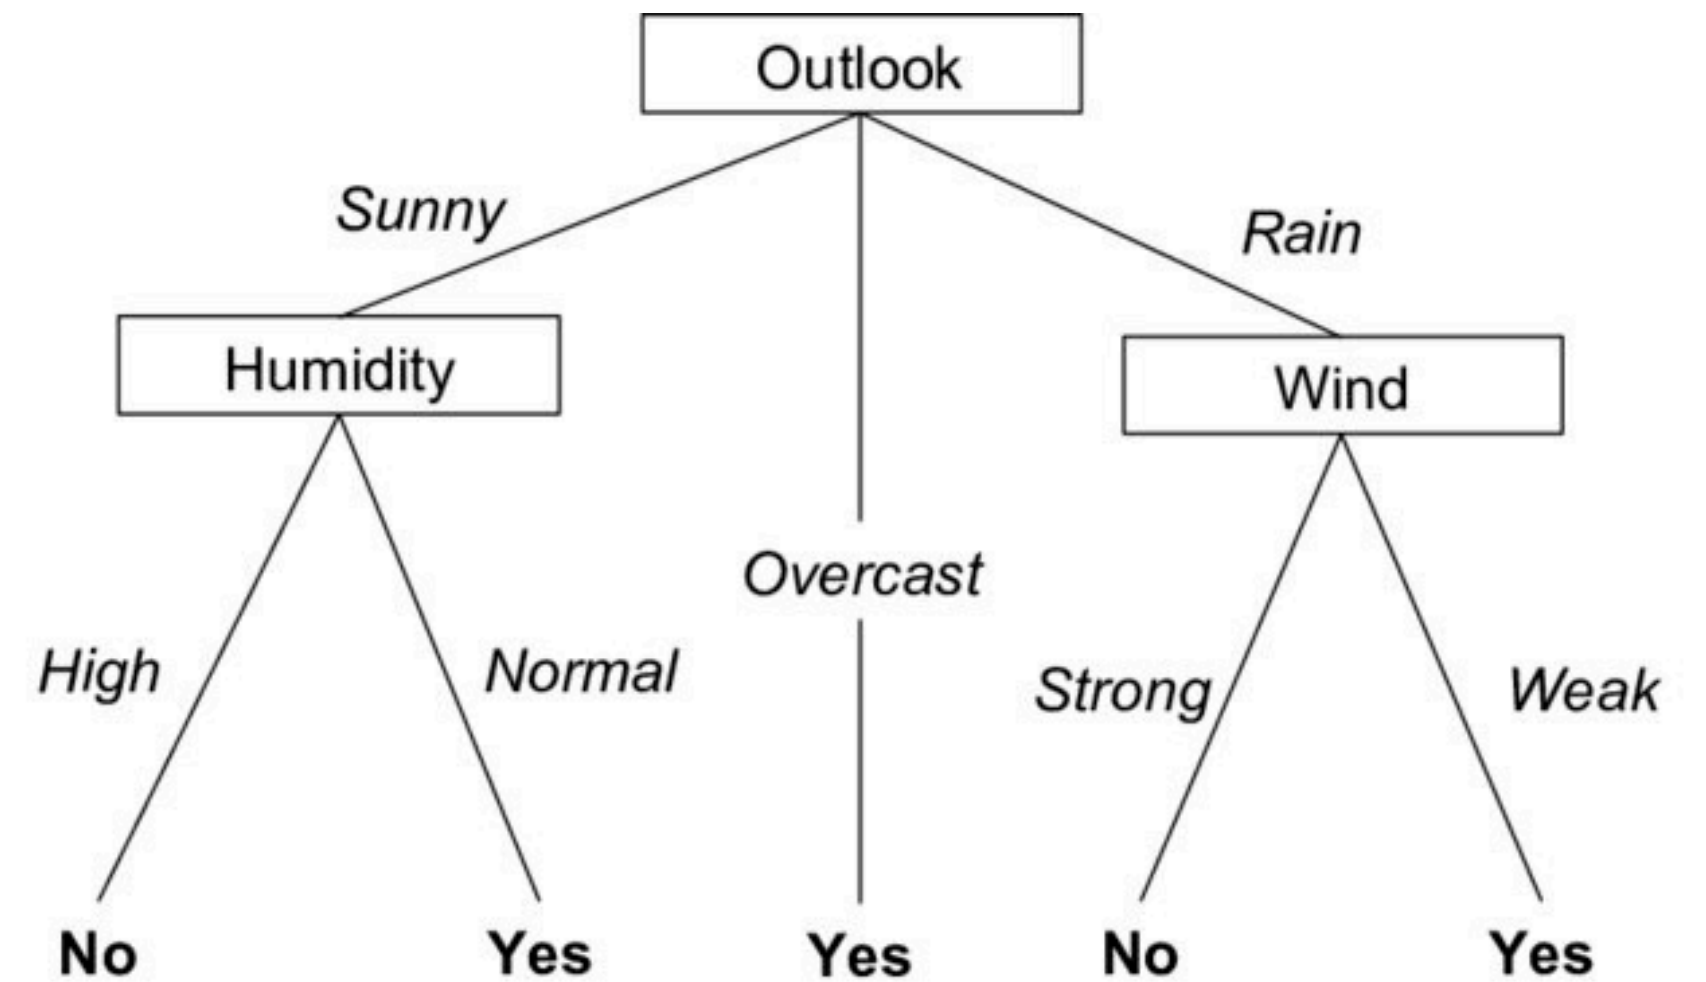 Outlook
Sunny
Rain
Humidity
Wind
Overcast
High
Normal
Strong
Weak
No
Yes
Yes
No
Yes